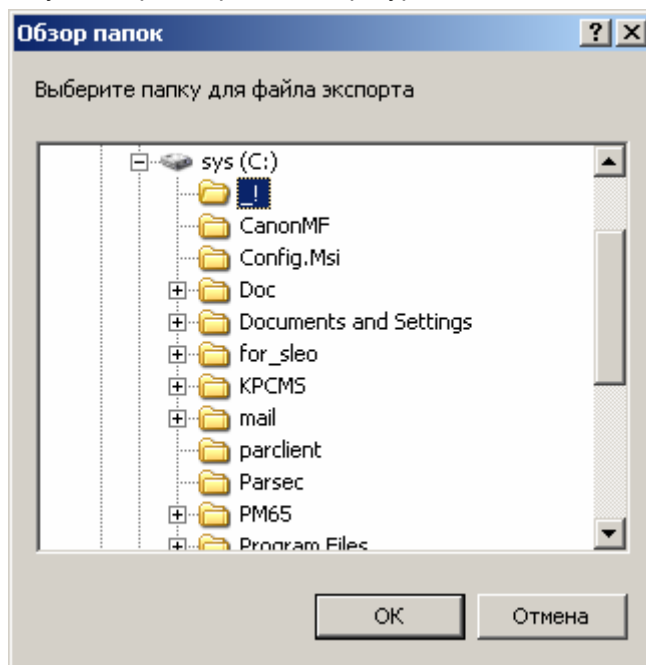 Обзор папок
Выберите папку для файла экспорта
sys (C:)
_!
CanonMF
Config.Msi
Doc
Documents and Settings
for_sleo
KPCMS
mail
parclient
Parsec
PM65
Program Files
ОК
Отмена